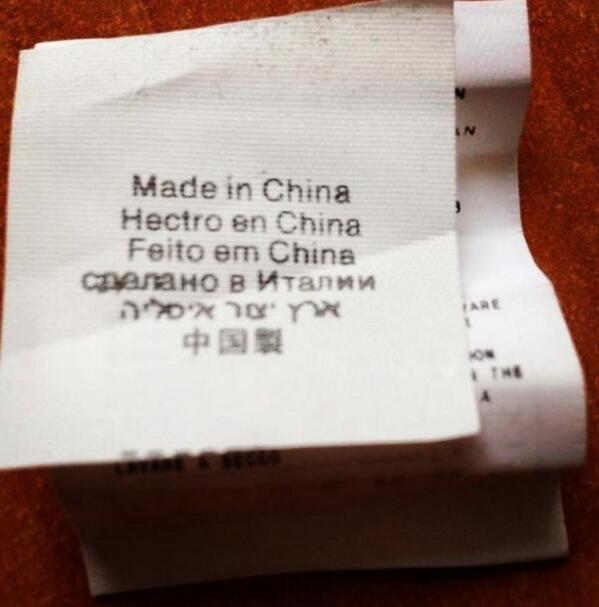 Made in China
Hectro en China
Feito em China
сделано в Италии
ארץ יצור איטליה
中国製
LAVARE A SECCO
THE
A